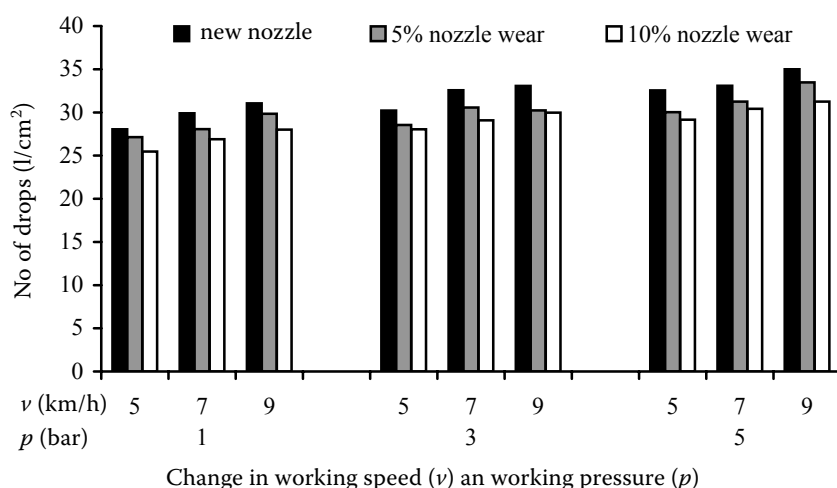 new nozzle 5% nozzle wear 10% nozzle wear
40
35
30
25
20
15
10
5
0
No of drops (l/cm²)
v (km/h) 5 7 9 5 7 9 5 7 9
p (bar) 1 3 5
Change in working speed (v) an working pressure (p)